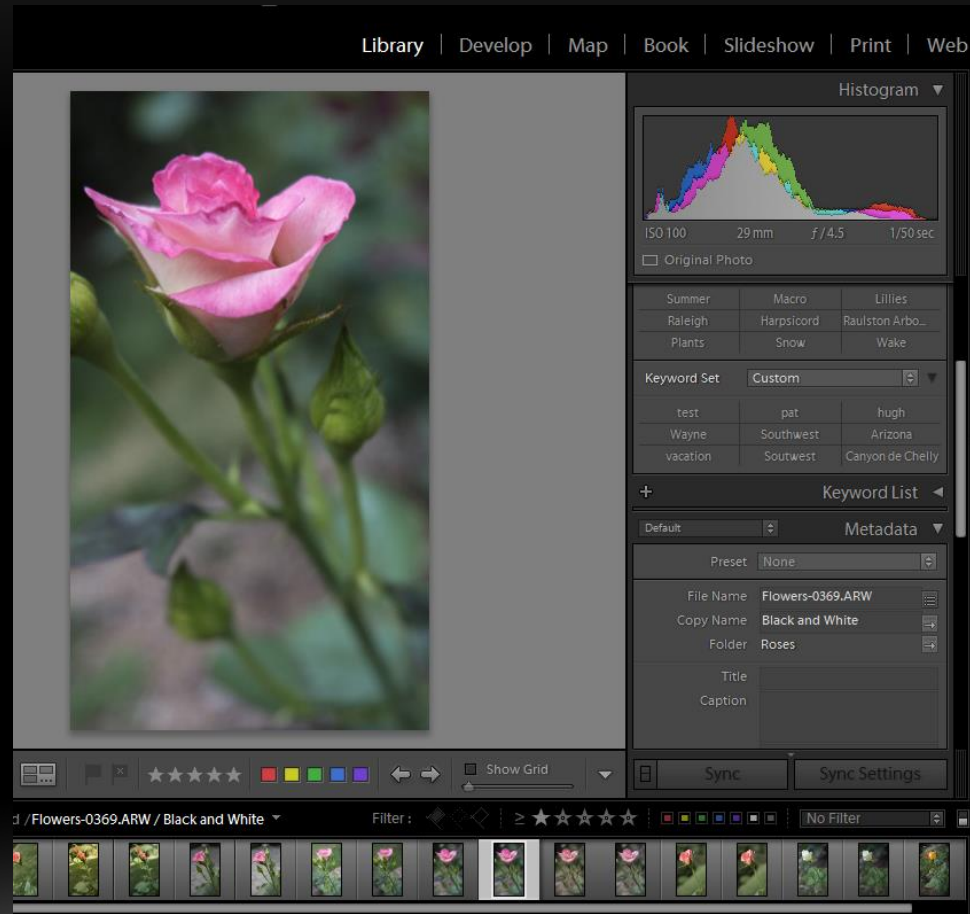 Library | Develop | Map | Book | Slideshow | Print | Web
Histogram
ISO 100 29 mm f / 4.5 1/50 sec
Original Photo
Summer Macro Lillies
Raleigh Harpsicord Raulston Arbo...
Plants Snow Wake
Keyword Set Custom
test pat hugh
Wayne Southwest Arizona
vacation Soutwest Canyon de Chelly
+ Keyword List
Default Metadata
Preset None
File Name Flowers-0369.ARW
Copy Name Black and White
Folder Roses
Title
Caption
Show Grid
Sync Sync Settings
d / Flowers-0369.ARW / Black and White Filter : ≥ No Filter